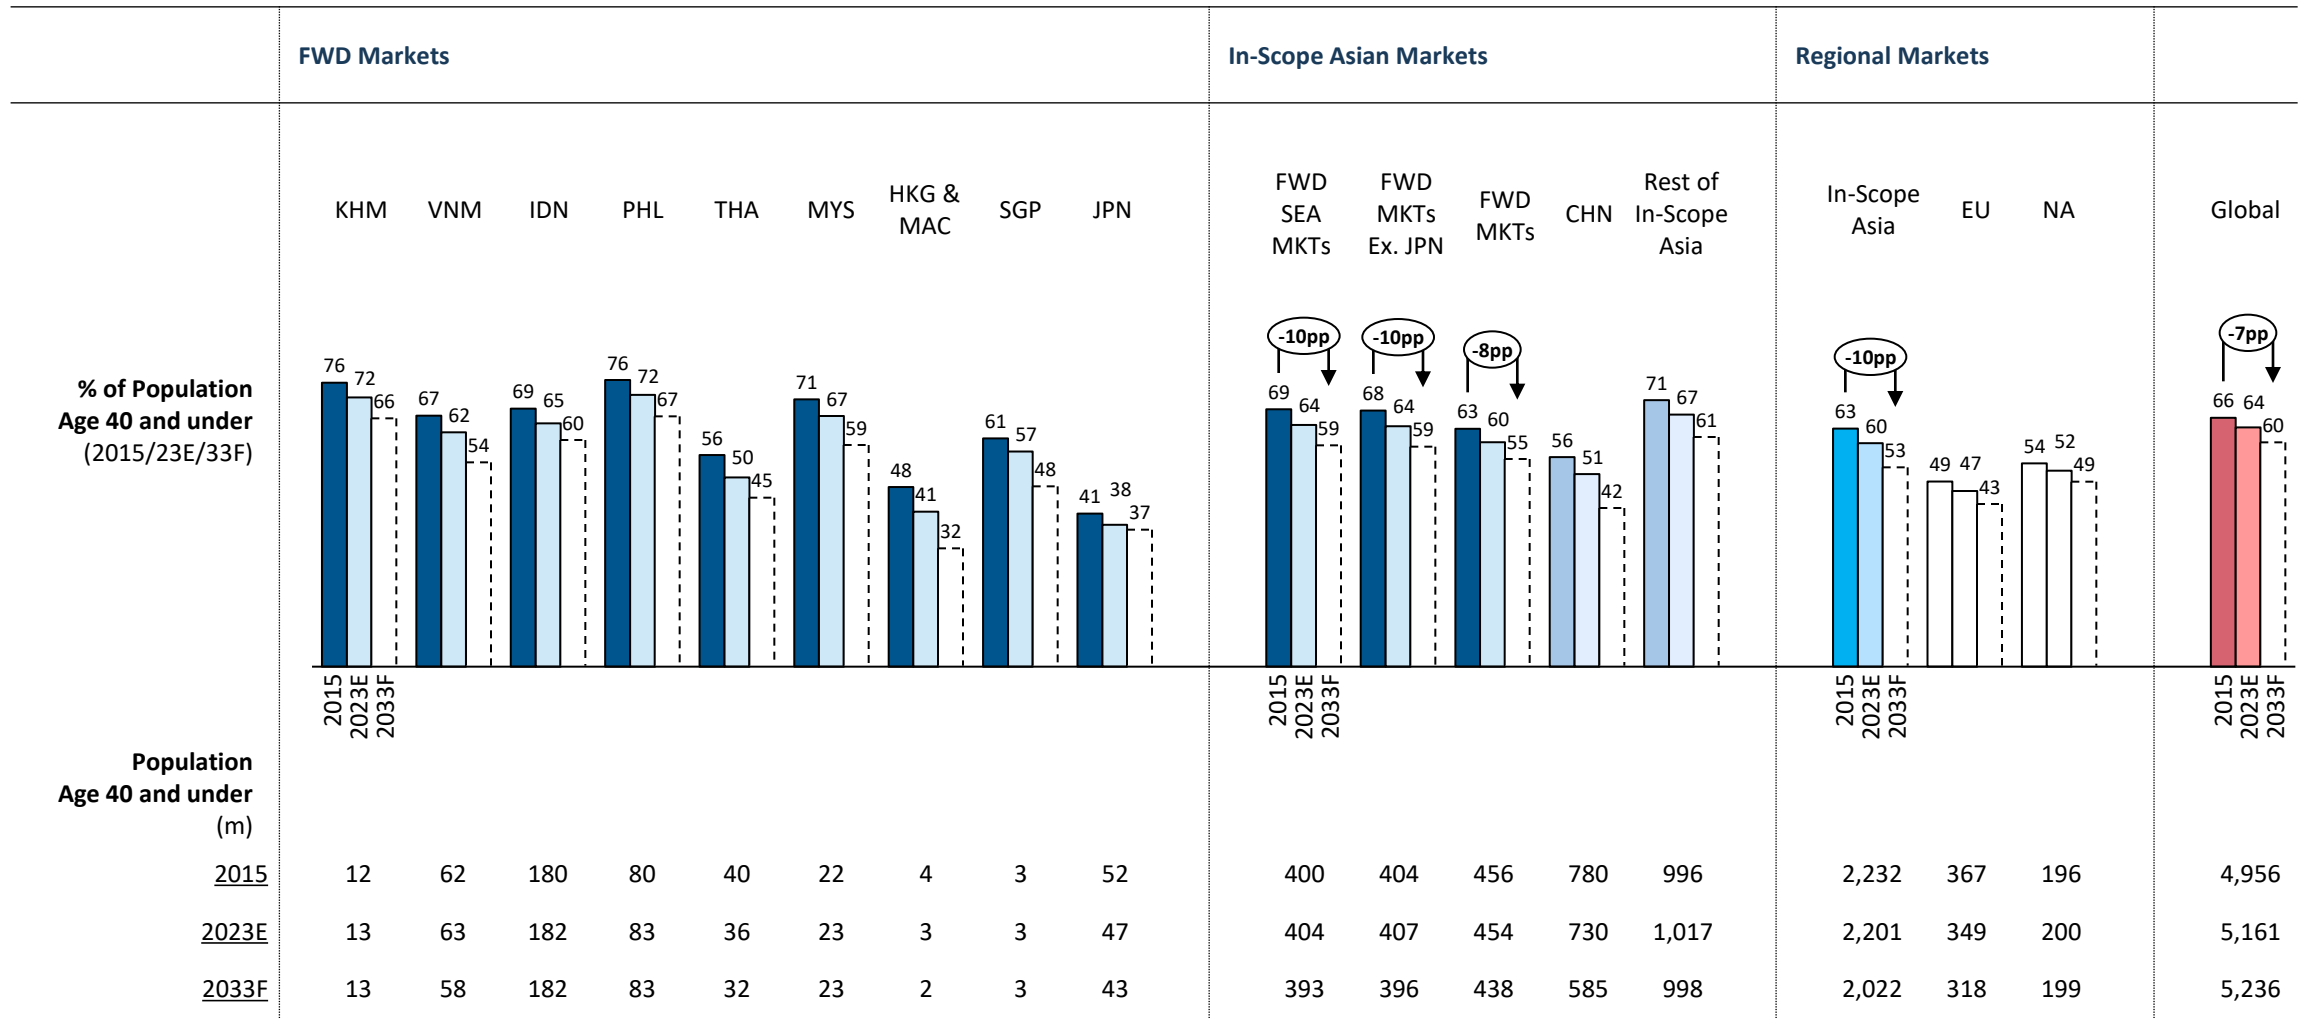 FWD Markets
In-Scope Asian Markets
Regional Markets
KHM
VNM
IDN
PHL
THA
MYS
HKG &
MAC
SGP
JPN
FWD
SEA
MKTs
FWD
MKTs
Ex. JPN
FWD
MKTs
CHN
Rest of
In-Scope
Asia
In-Scope
Asia
EU
NA
Global
% of Population
Age 40 and under
(2015/23E/33F)
76 72 66
67 62 54
69 65 60
76 72 67
56 50 45
71 67 59
48 41 32
61 57 48
41 38 37
-10pp
69 64 59
-10pp
68 64 59
-8pp
63 60 55
56 51 42
71 67 61
-10pp
63 60 53
49 47 43
54 52 49
-7pp
66 64 60
2015 2023E 2033F
2015 2023E 2033F
2015 2023E 2033F
2015 2023E 2033F
Population
Age 40 and under
(m)
2015 12 62 180 80 40 22 4 3 52 400 404 456 780 996 2,232 367 196 4,956
2023E 13 63 182 83 36 23 3 3 47 404 407 454 730 1,017 2,201 349 200 5,161
2033F 13 58 182 83 32 23 2 3 43 393 396 438 585 998 2,022 318 199 5,236